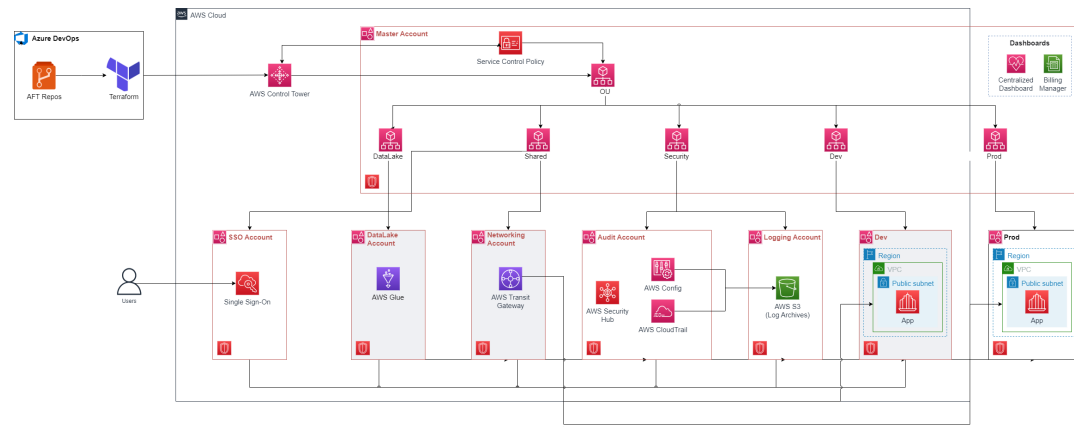 AWS Cloud
Azure DevOps
AFT Repos
Terraform
AWS Control Tower
Master Account
Service Control Policy
OU
Dashboards
Centralized
Dashboard
Billing
Manager
DataLake
Shared
Security
Dev
Prod
Users
SSO Account
Single Sign-On
DataLake
Account
AWS Glue
Networking
Account
AWS Transit
Gateway
Audit Account
AWS Config
AWS Security
Hub
AWS CloudTrail
Logging Account
AWS S3
(Log Archives)
Dev
Region
VPC
Public subnet
App
Prod
Region
VPC
Public subnet
App